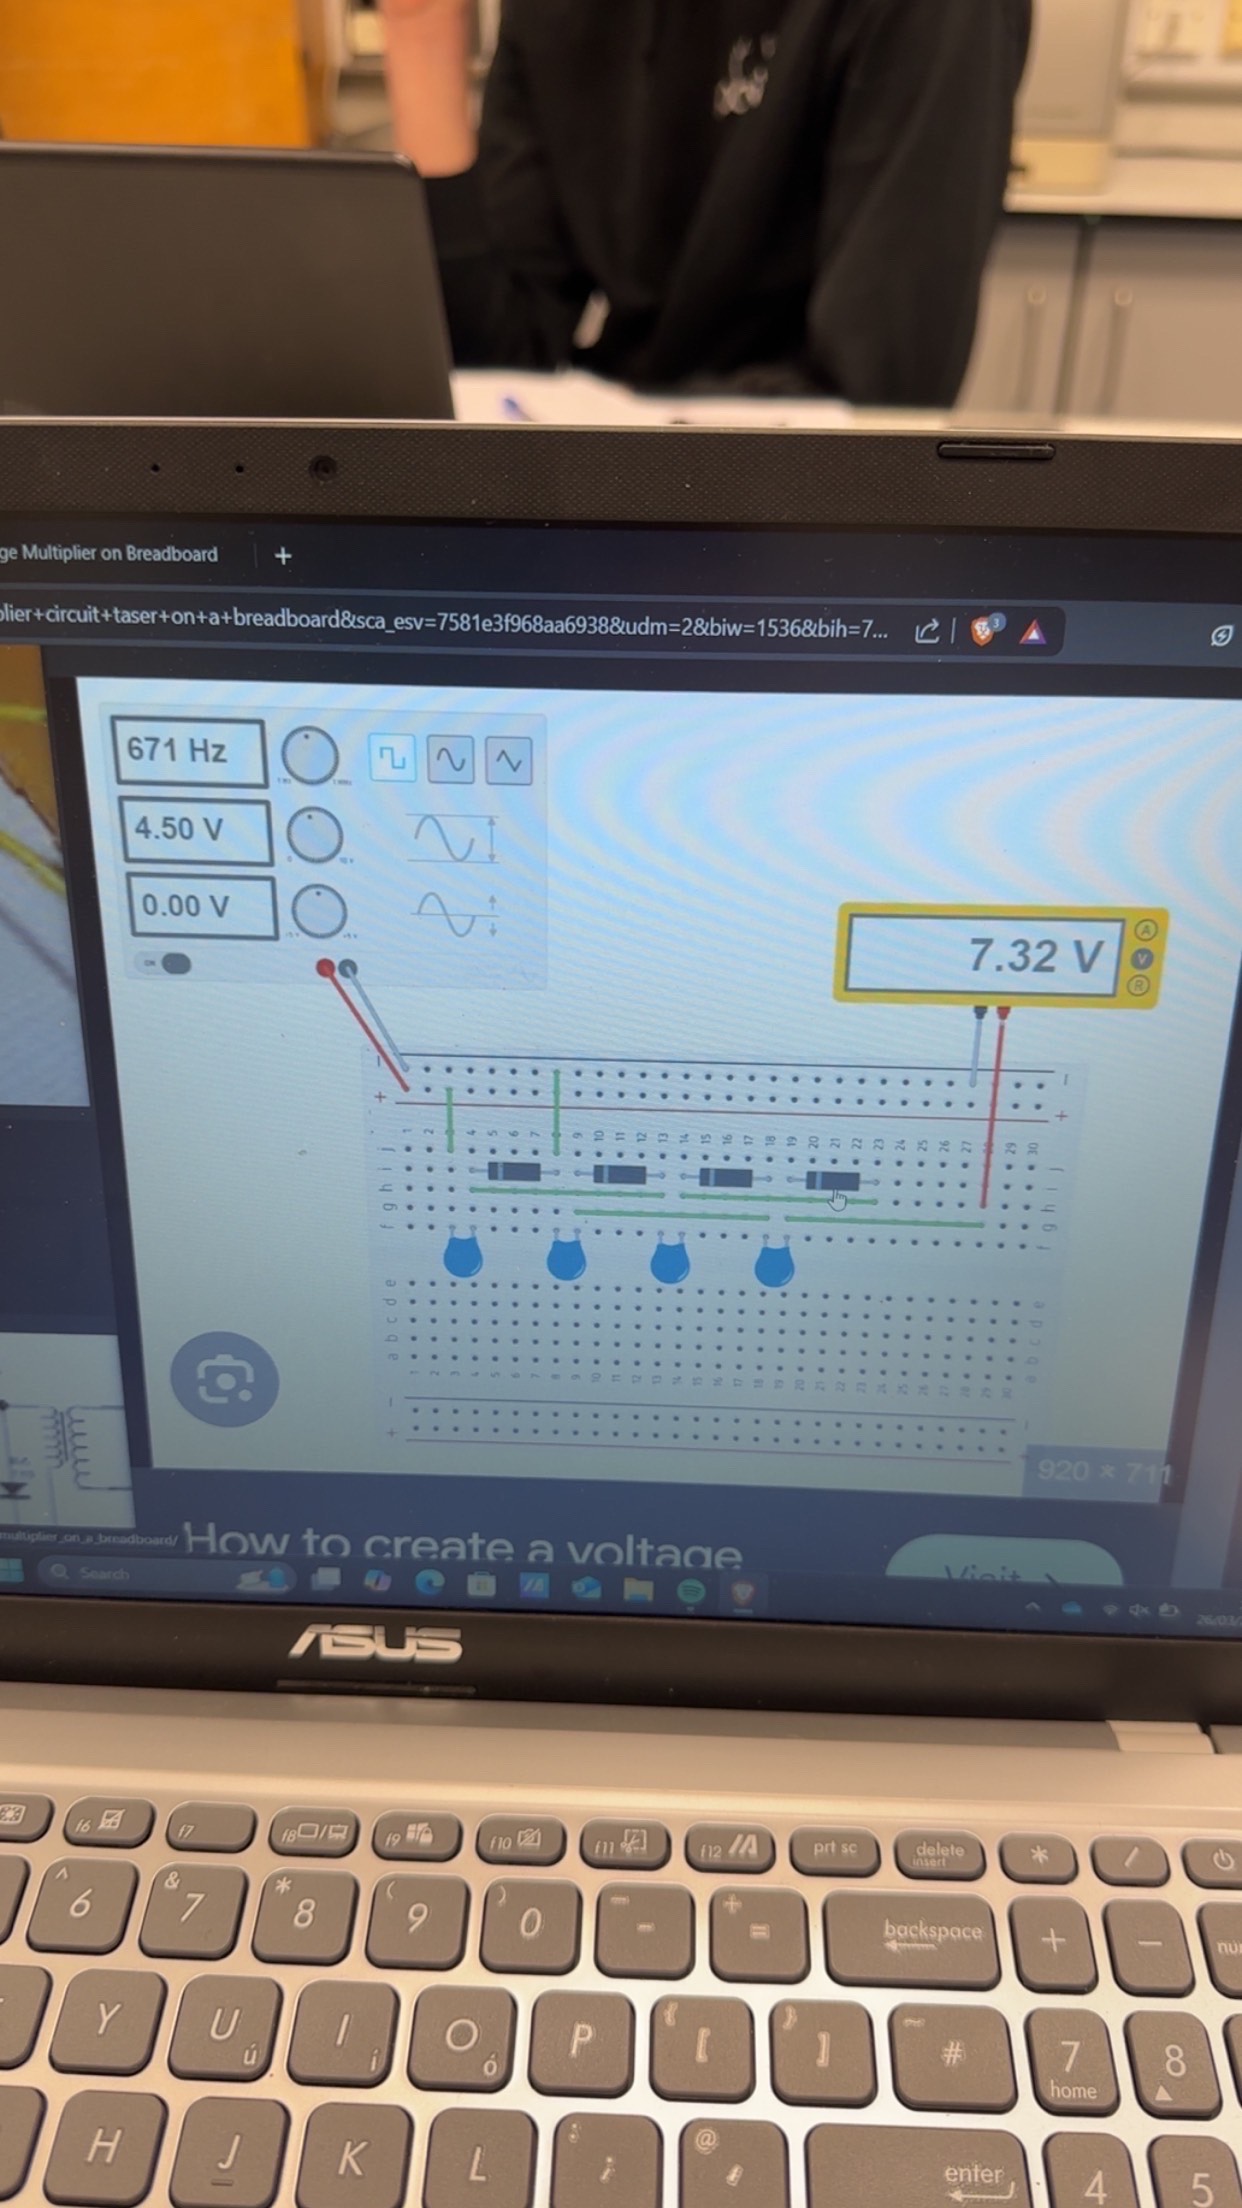 ge Multiplier on Breadboard
+
plier+circuit+taser+on+a+breadboard&sca_esv=7581e3f968aa6938&udm=2&biw=1536&bih=7...
3
671 Hz
4.50 V
0.00 V
7.32 V
A
V
R
920 × 711
multiplier_on_a_breadboard/
How to create a voltage
Visit >
Search
ASUS
f6 f7 f8 f9 f10 f11 f12 prt sc delete insert * /
^ 6 & 7 * 8 ( 9 ) 0 - + = backspace + −
Y U ú I í O ó P { [ } ] ~ # 7 home 8
H J K L : ; @ enter 4 5